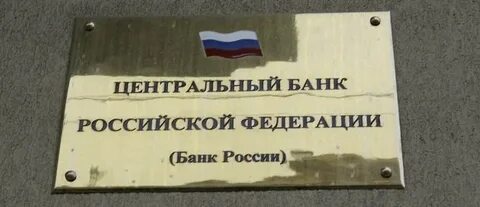 ЦЕНТРАЛЬНЫЙ БАНК
РОССИЙСКОЙ ФЕДЕРАЦИИ
(Банк России)